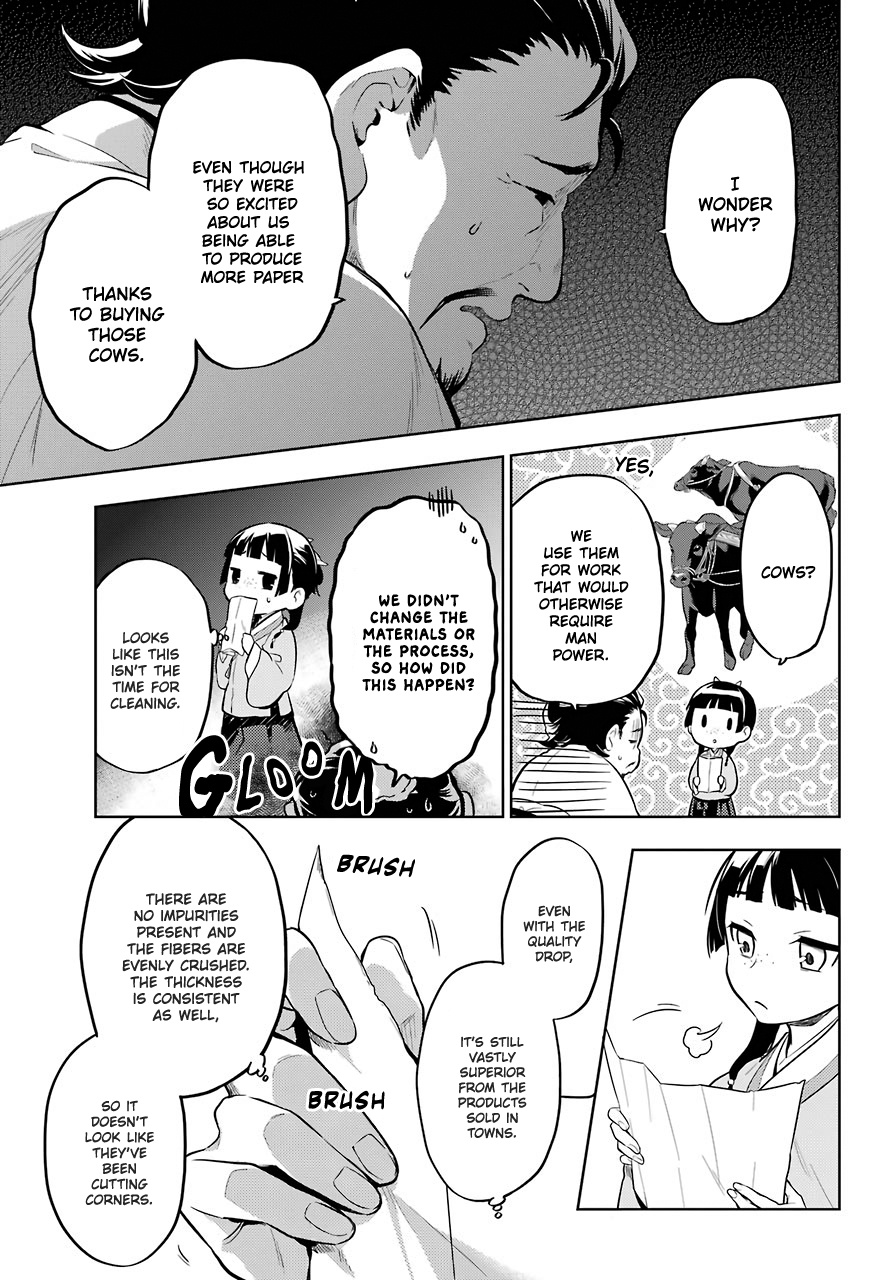 I
WONDER
WHY?
EVEN THOUGH
THEY WERE
SO EXCITED
ABOUT US
BEING ABLE
TO PRODUCE
MORE PAPER
THANKS
TO BUYING
THOSE
COWS.
COWS?
YES,
WE
USE THEM
FOR WORK
THAT WOULD
OTHERWISE
REQUIRE
MAN
POWER.
WE DIDN'T
CHANGE THE
MATERIALS OR
THE PROCESS,
SO HOW DID
THIS HAPPEN?
GLOOM
LOOKS
LIKE THIS
ISN'T THE
TIME FOR
CLEANING.
EVEN
WITH THE
QUALITY
DROP,
IT'S STILL
VASTLY
SUPERIOR
FROM THE
PRODUCTS
SOLD IN
TOWNS.
BRUSH
BRUSH
THERE ARE
NO IMPURITIES
PRESENT AND
THE FIBERS ARE
EVENLY CRUSHED.
THE THICKNESS
IS CONSISTENT
AS WELL,
SO IT
DOESN'T
LOOK LIKE
THEY'VE
BEEN
CUTTING
CORNERS.